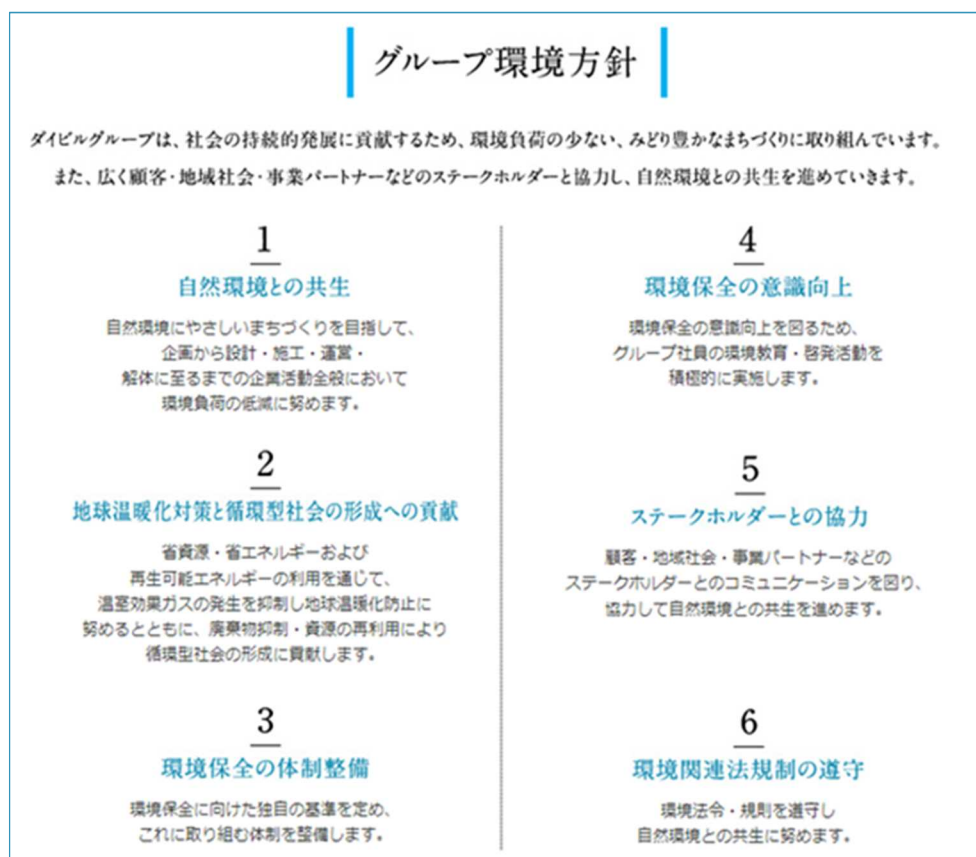 グループ環境方針
ダイビルグループは、社会の持続的発展に貢献するため、環境負荷の少ない、みどり豊かなまちづくりに取り組んでいます。
また、広く顧客・地域社会・事業パートナーなどのステークホルダーと協力し、自然環境との共生を進めていきます。
1
自然環境との共生
自然環境にやさしいまちづくりを目指して、
企画から設計・施工・運営・
解体に至るまでの企業活動全般において
環境負荷の低減に努めます。
2
地球温暖化対策と循環型社会の形成への貢献
省資源・省エネルギーおよび
再生可能エネルギーの利用を通じて、
温室効果ガスの発生を抑制し地球温暖化防止に
努めるとともに、廃棄物抑制・資源の再利用により
循環型社会の形成に貢献します。
3
環境保全の体制整備
環境保全に向けた独自の基準を定め、
これに取り組む体制を整備します。
4
環境保全の意識向上
環境保全の意識向上を図るため、
グループ社員の環境教育・啓発活動を
積極的に実施します。
5
ステークホルダーとの協力
顧客・地域社会・事業パートナーなどの
ステークホルダーとのコミュニケーションを図り、
協力して自然環境との共生を進めます。
6
環境関連法規制の遵守
環境法令・規則を遵守し
自然環境との共生に努めます。